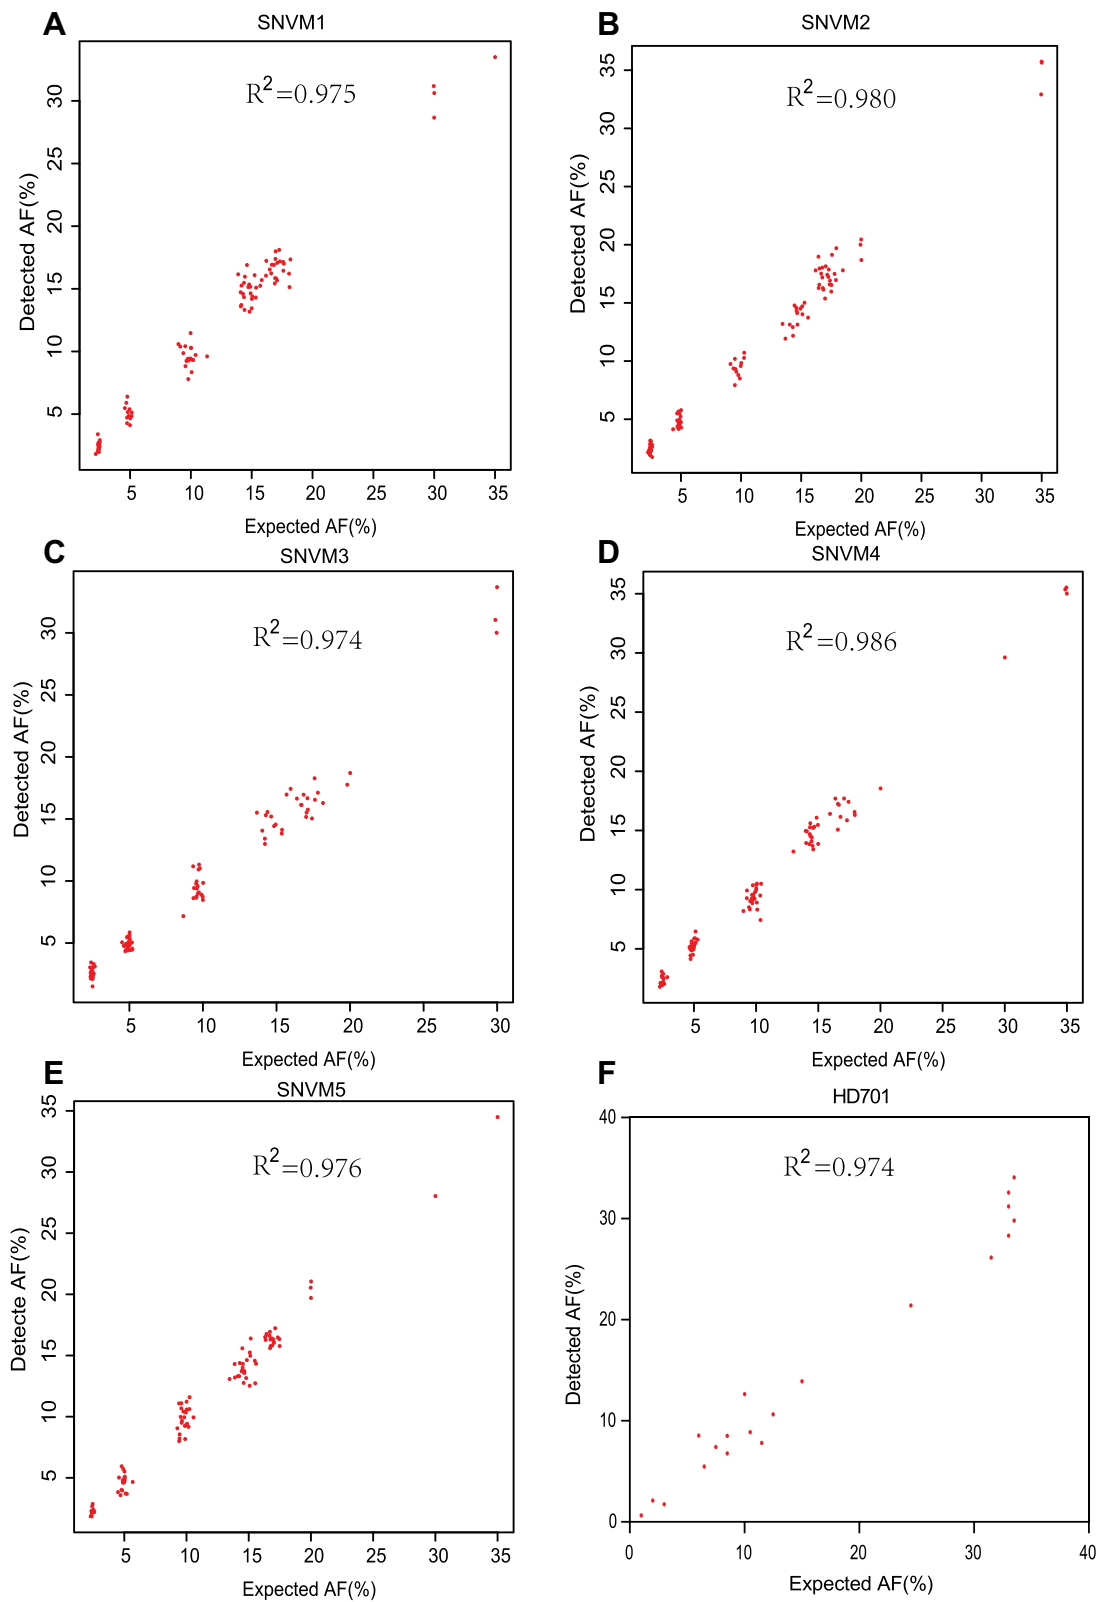 A
SNVM1
R²=0.975
Detected AF(%)
30
25
20
15
10
5
5 10 15 20 25 30 35
Expected AF(%)
B
SNVM2
R²=0.980
Detected AF(%)
35
30
25
20
15
10
5
5 10 15 20 25 30 35
Expected AF(%)
C
SNVM3
R²=0.974
Detected AF(%)
30
25
20
15
10
5
5 10 15 20 25 30
Expected AF(%)
D
SNVM4
R²=0.986
Detected AF(%)
35
30
25
20
15
10
5
5 10 15 20 25 30 35
Expected AF(%)
E
SNVM5
R²=0.976
Detecte AF(%)
35
30
25
20
15
10
5
5 10 15 20 25 30 35
Expected AF(%)
F
HD701
R²=0.974
Detected AF(%)
40
30
20
10
0
0 10 20 30 40
Expected AF(%)